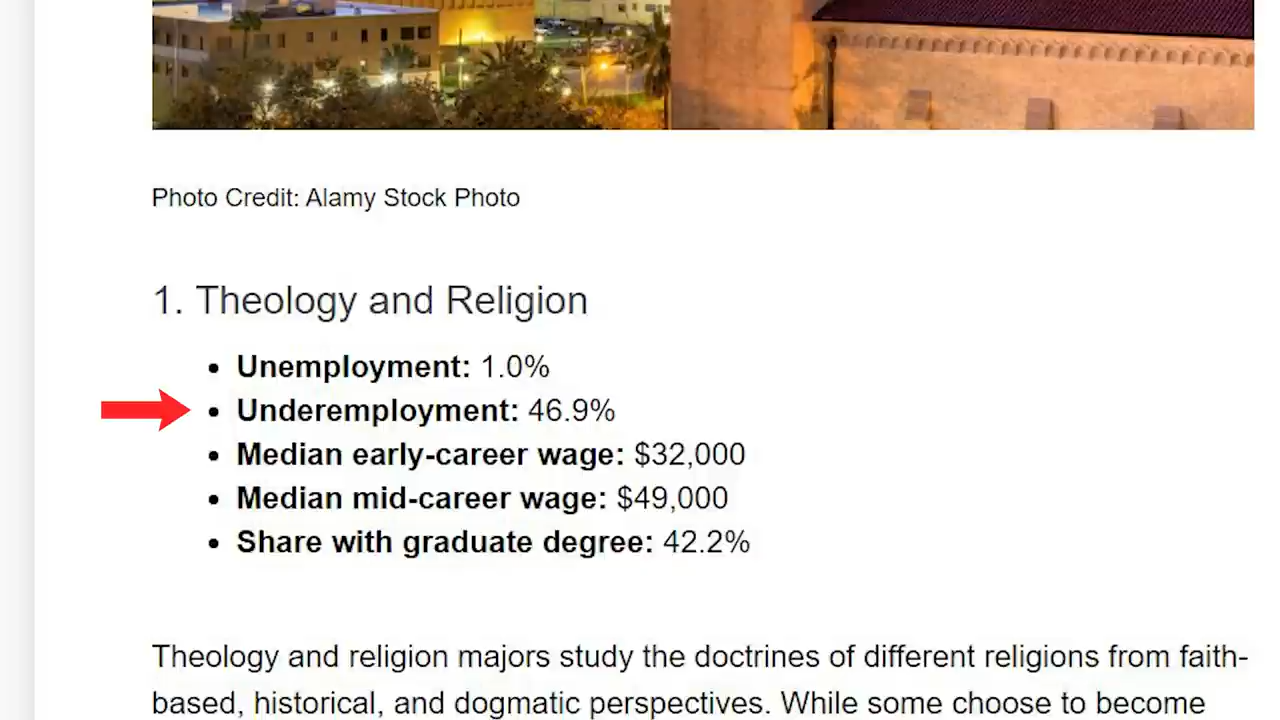 Photo Credit: Alamy Stock Photo
1. Theology and Religion
• Unemployment: 1.0%
• Underemployment: 46.9%
• Median early-career wage: $32,000
• Median mid-career wage: $49,000
• Share with graduate degree: 42.2%
Theology and religion majors study the doctrines of different religions from faith-
based, historical, and dogmatic perspectives. While some choose to become